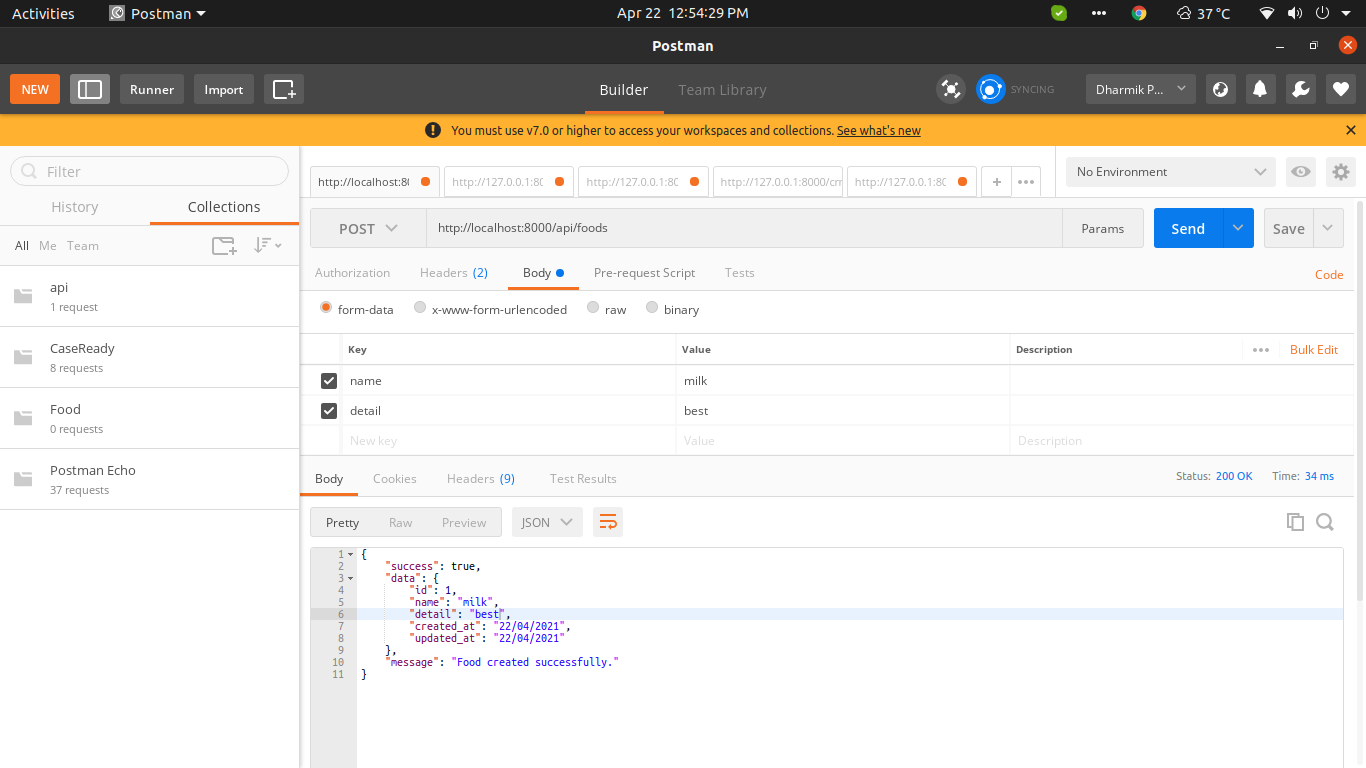 Activities Postman Apr 22 12:54:29 PM 37 °C
Postman
NEW Runner Import Builder Team Library SYNCING Dharmik P...
You must use v7.0 or higher to access your workspaces and collections. See what's new
Filter
History Collections
All Me Team
api
1 request
CaseReady
8 requests
Food
0 requests
Postman Echo
37 requests
http://localhost:80 http://127.0.0.1:80 http://127.0.0.1:80 http://127.0.0.1:8000/crr http://127.0.0.1:80 + ••• No Environment
POST http://localhost:8000/api/foods Params Send Save
Authorization Headers (2) Body Pre-request Script Tests Code
form-data x-www-form-urlencoded raw binary
Key Value Description ••• Bulk Edit
name milk
detail best
New key Value Description
Body Cookies Headers (9) Test Results Status: 200 OK Time: 34 ms
Pretty Raw Preview JSON
1 {
2 "success": true,
3 "data": {
4 "id": 1,
5 "name": "milk",
6 "detail": "best",
7 "created_at": "22/04/2021",
8 "updated_at": "22/04/2021"
9 },
10 "message": "Food created successfully."
11 }